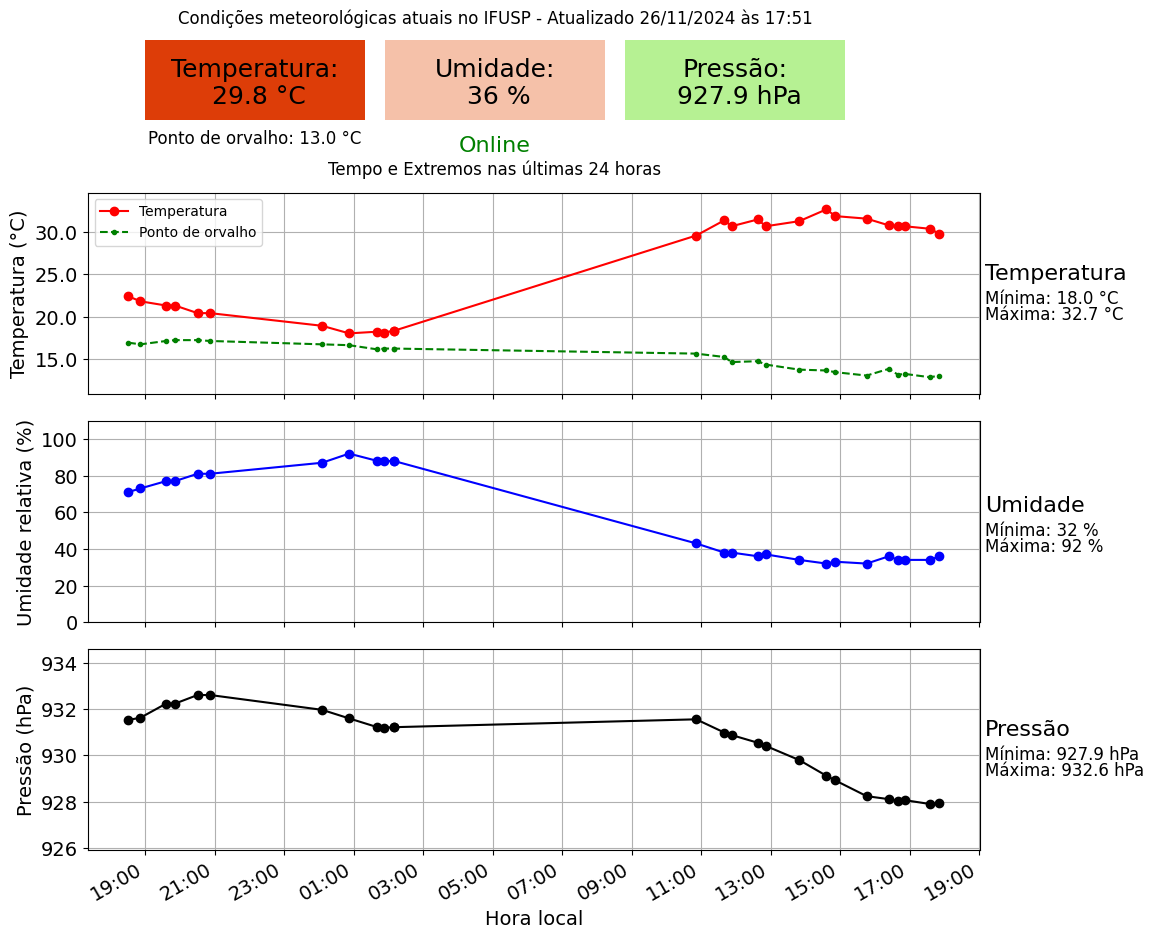 Condições meteorológicas atuais no IFUSP - Atualizado 26/11/2024 às 17:51
Temperatura:
29.8 °C
Umidade:
36 %
Pressão:
927.9 hPa
Ponto de orvalho: 13.0 °C
Online
Tempo e Extremos nas últimas 24 horas
Temperatura (°C)
30.0
25.0
20.0
15.0
Temperatura
Ponto de orvalho
Temperatura
Mínima: 18.0 °C
Máxima: 32.7 °C
Umidade relativa (%)
100
80
60
40
20
0
Umidade
Mínima: 32 %
Máxima: 92 %
Pressão (hPa)
934
932
930
928
926
Pressão
Mínima: 927.9 hPa
Máxima: 932.6 hPa
19:00 21:00 23:00 01:00 03:00 05:00 07:00 09:00 11:00 13:00 15:00 17:00 19:00
Hora local